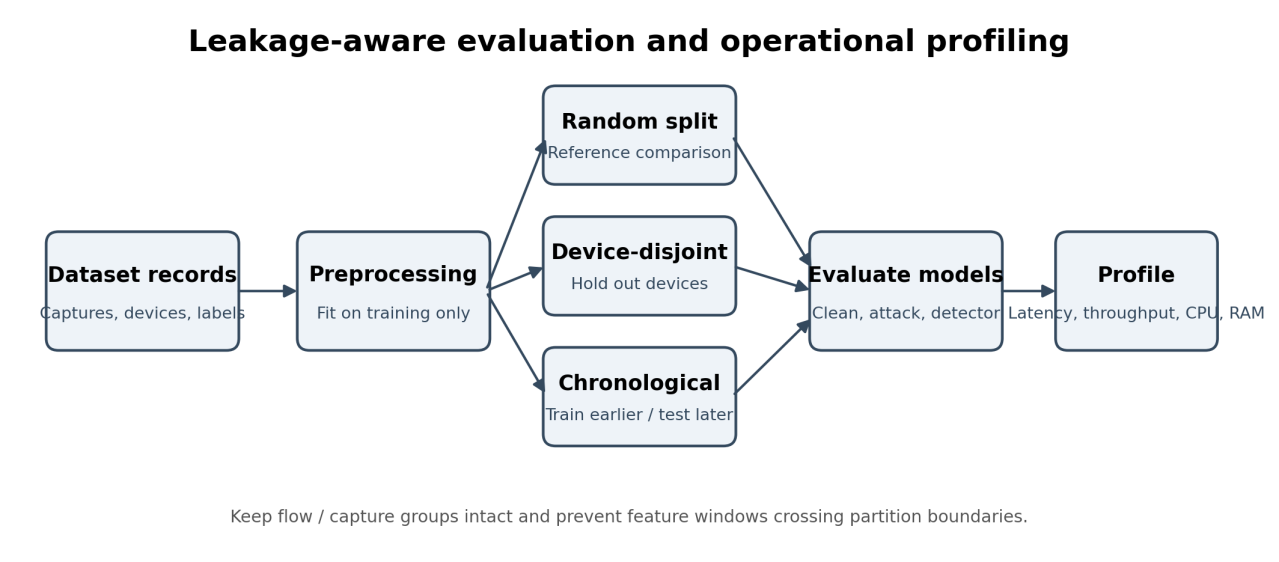 Leakage-aware evaluation and operational profiling
Dataset records
Captures, devices, labels
Preprocessing
Fit on training only
Random split
Reference comparison
Device-disjoint
Hold out devices
Chronological
Train earlier / test later
Evaluate models
Clean, attack, detector
Profile
Latency, throughput, CPU, RAM
Keep flow / capture groups intact and prevent feature windows crossing partition boundaries.